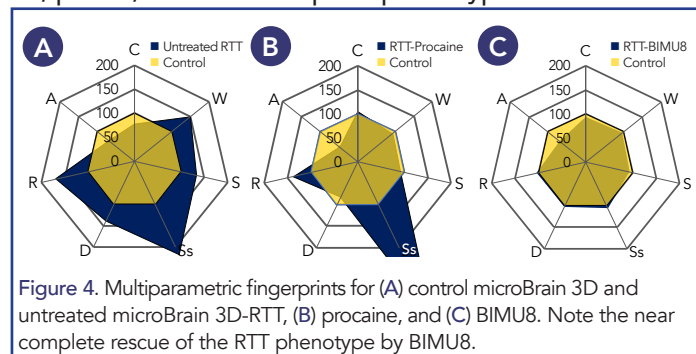 A
Untreated RTT
Control
C
200
150
100
50
0
A
W
R
S
D
Ss
B
RTT-Procaine
Control
C
200
150
100
50
0
A
W
R
S
D
Ss
C
RTT-BIMU8
Control
C
200
150
100
50
0
A
W
R
S
D
Ss
Figure 4. Multiparametric fingerprints for (A) control microBrain 3D and
untreated microBrain 3D-RTT, (B) procaine, and (C) BIMU8. Note the near
complete rescue of the RTT phenotype by BIMU8.